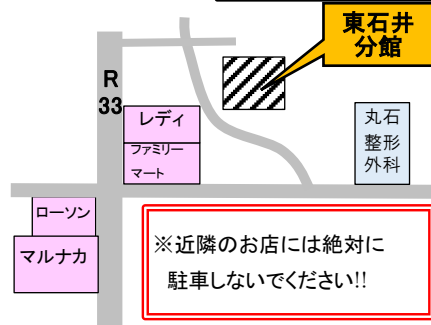 東石井
分館
R
33
レディ
ファミリー
マート
丸石
整形
外科
ローソン
マルナカ
※近隣のお店には絶対に
駐車しないでください!!